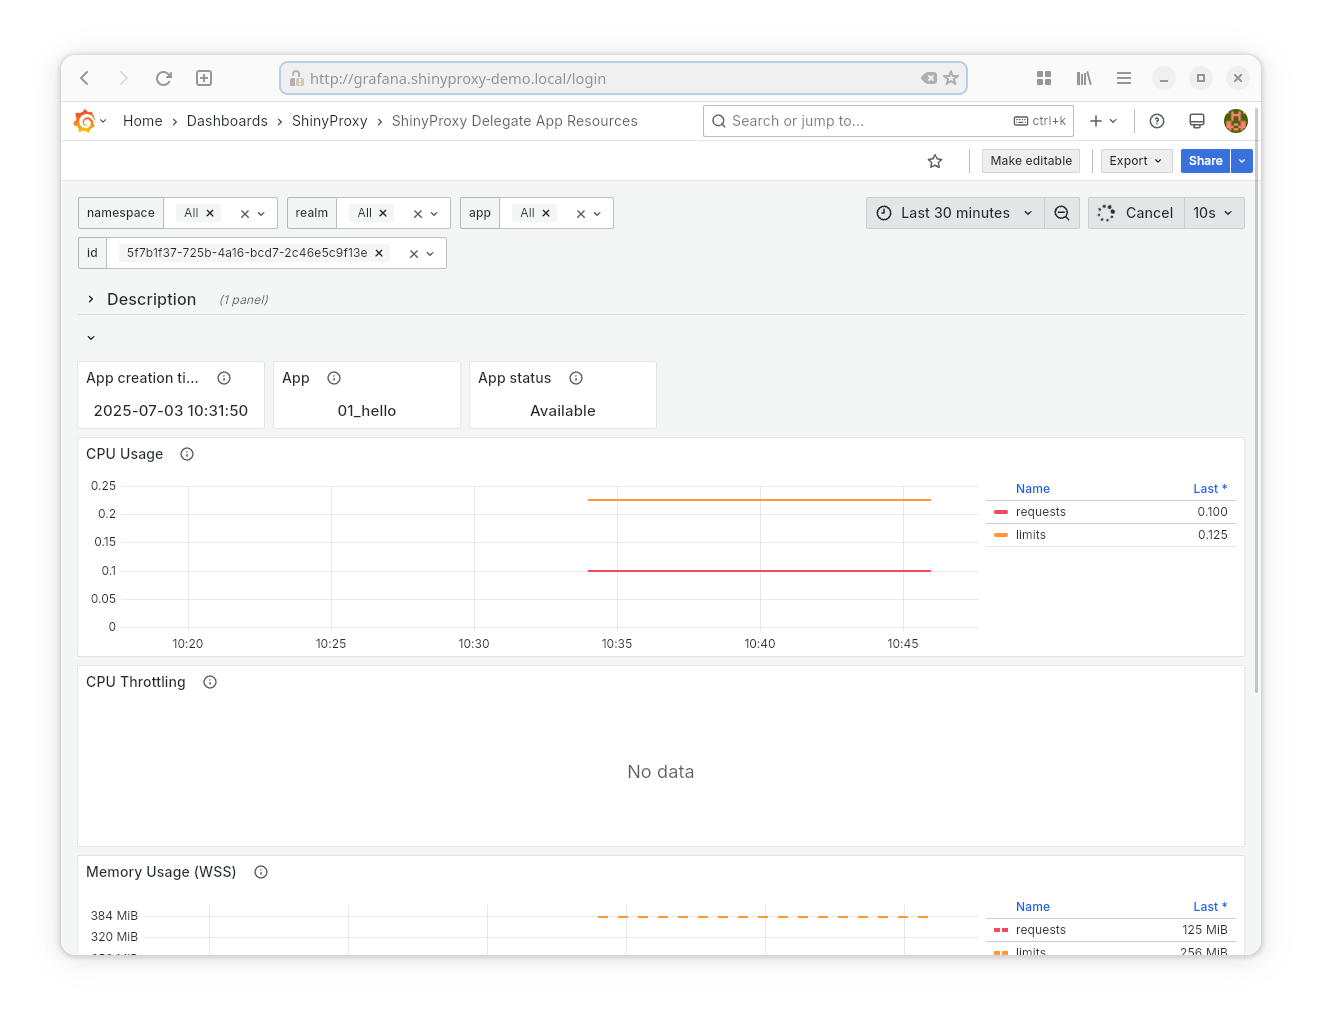 http://grafana.shinyproxy-demo.local/login
Home › Dashboards › ShinyProxy › ShinyProxy Delegate App Resources
Search or jump to...
ctrl+k
Make editable
Export
Share
namespace All
realm All
app All
Last 30 minutes
Cancel
10s
id 5f7b1f37-725b-4a16-bcd7-2c46e5c9f13e
Description (1 panel)
App creation ti...
2025-07-03 10:31:50
App
01_hello
App status
Available
CPU Usage
0.25
0.2
0.15
0.1
0.05
0
10:20 10:25 10:30 10:35 10:40 10:45
Name Last *
requests 0.100
limits 0.125
CPU Throttling
No data
Memory Usage (WSS)
384 MiB
320 MiB
Name Last *
requests 125 MiB
limits 256 MiB